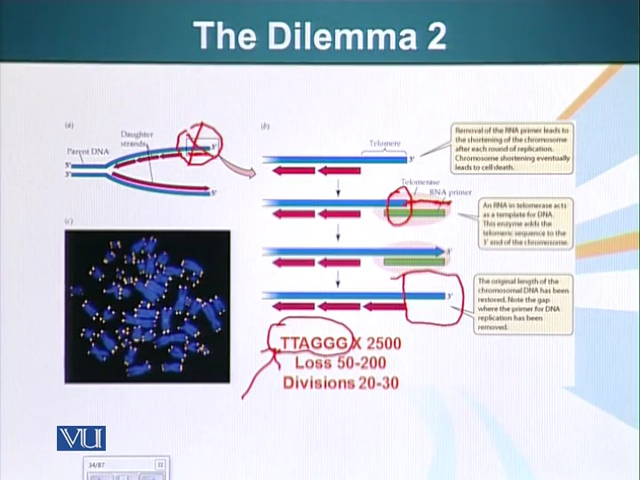 The Dilemma 2
(a)
Parent DNA
Daughter
strands
3'
5'
3'
3'
5'
(b)
Telomere
3'
Removal of the RNA primer leads to
the shortening of the chromosome
after each round of replication.
Chromosome shortening eventually
leads to cell death.
Telomerase
RNA primer
An RNA in telomerase acts
as a template for DNA.
This enzyme adds the
telomeric sequence to the
3' end of the chromosome.
3'
(c)
The original length of the
chromosomal DNA has been
restored. Note the gap
where the primer for DNA
replication has been
removed.
3'
TTAGGG X 2500
Loss 50-200
Divisions 20-30
VU
34/87